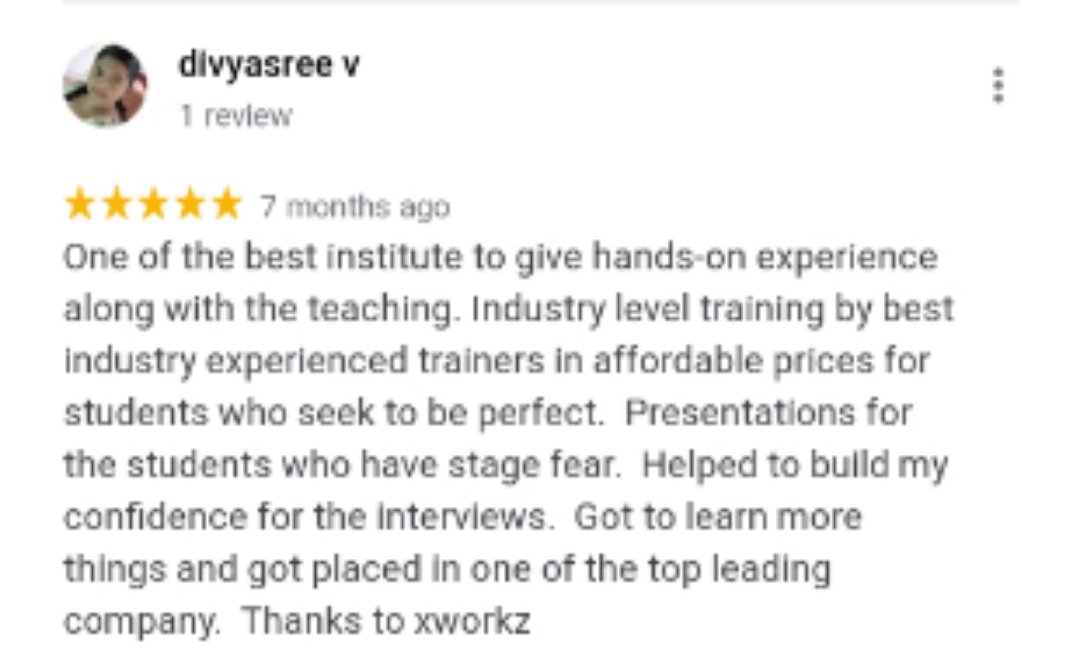 divyasree v
1 review
7 months ago
One of the best institute to give hands-on experience
along with the teaching. Industry level training by best
industry experienced trainers in affordable prices for
students who seek to be perfect.  Presentations for
the students who have stage fear.  Helped to build my
confidence for the interviews.  Got to learn more
things and got placed in one of the top leading
company.  Thanks to xworkz